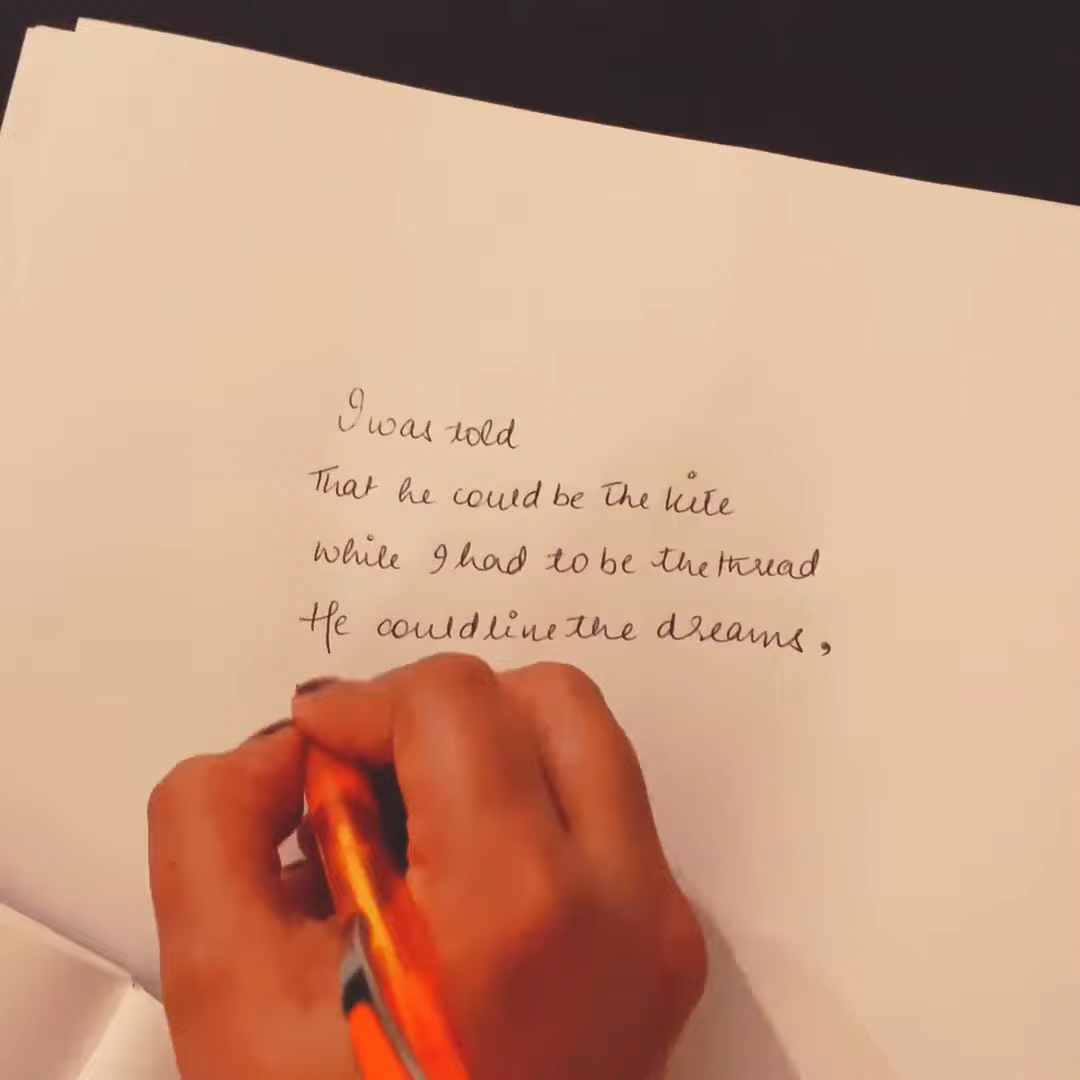 I was told
That he could be the kite
while I had to be the thread
He could live the dreams,